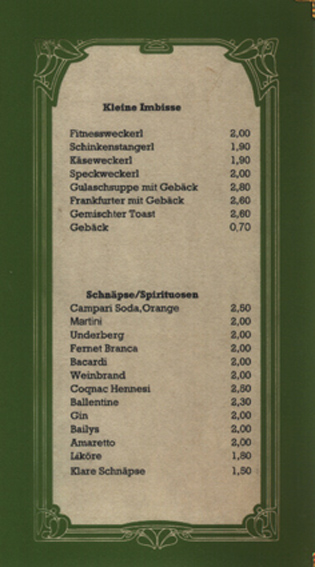 Kleine Imbisse
Fitnessweckerl 2,00
Schinkenstangerl 1,90
Käseweckerl 1,90
Speckweckerl 2,00
Gulaschsuppe mit Gebäck 2,80
Frankfurter mit Gebäck 2,60
Gemischter Toast 2,60
Gebäck 0,70
Schnäpse/Spirituosen
Campari Soda,Orange 2,50
Martini 2,00
Underberg 2,00
Fernet Branca 2,00
Bacardi 2,00
Weinbrand 2,00
Coqnac Hennesi 2,50
Ballentine 2,30
Gin 2,00
Bailys 2,00
Amaretto 2,00
Liköre 1,80
Klare Schnäpse 1,50